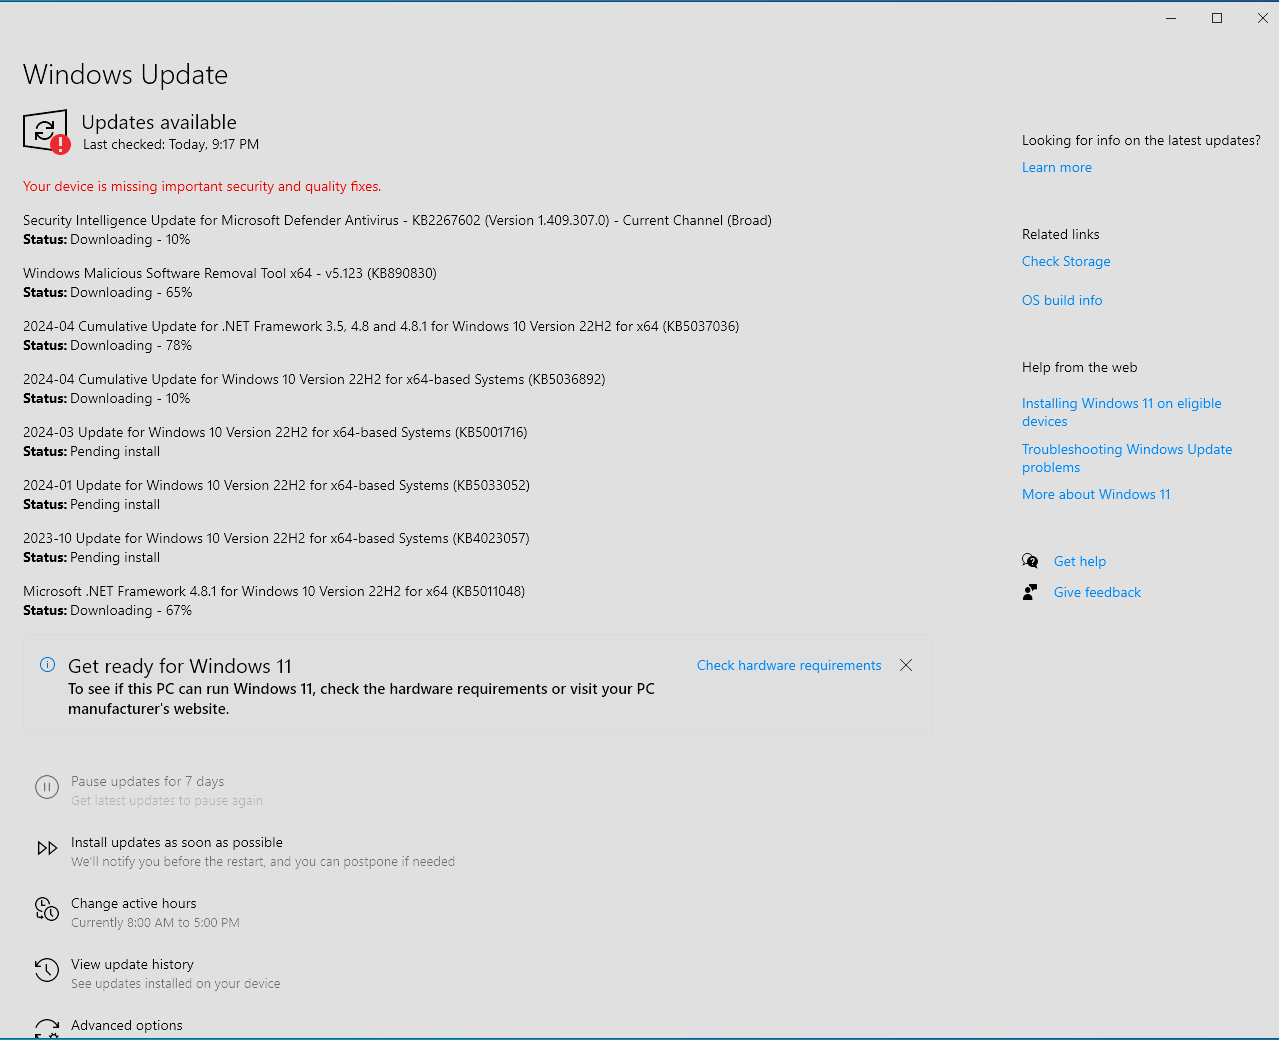 Windows Update
Updates available
Last checked: Today, 9:17 PM
Your device is missing important security and quality fixes.
Security Intelligence Update for Microsoft Defender Antivirus - KB2267602 (Version 1.409.307.0) - Current Channel (Broad)
Status: Downloading - 10%
Windows Malicious Software Removal Tool x64 - v5.123 (KB890830)
Status: Downloading - 65%
2024-04 Cumulative Update for .NET Framework 3.5, 4.8 and 4.8.1 for Windows 10 Version 22H2 for x64 (KB5037036)
Status: Downloading - 78%
2024-04 Cumulative Update for Windows 10 Version 22H2 for x64-based Systems (KB5036892)
Status: Downloading - 10%
2024-03 Update for Windows 10 Version 22H2 for x64-based Systems (KB5001716)
Status: Pending install
2024-01 Update for Windows 10 Version 22H2 for x64-based Systems (KB5033052)
Status: Pending install
2023-10 Update for Windows 10 Version 22H2 for x64-based Systems (KB4023057)
Status: Pending install
Microsoft .NET Framework 4.8.1 for Windows 10 Version 22H2 for x64 (KB5011048)
Status: Downloading - 67%
Get ready for Windows 11
To see if this PC can run Windows 11, check the hardware requirements or visit your PC
manufacturer's website.
Check hardware requirements
Pause updates for 7 days
Get latest updates to pause again
Install updates as soon as possible
We'll notify you before the restart, and you can postpone if needed
Change active hours
Currently 8:00 AM to 5:00 PM
View update history
See updates installed on your device
Advanced options
Looking for info on the latest updates?
Learn more
Related links
Check Storage
OS build info
Help from the web
Installing Windows 11 on eligible
devices
Troubleshooting Windows Update
problems
More about Windows 11
Get help
Give feedback